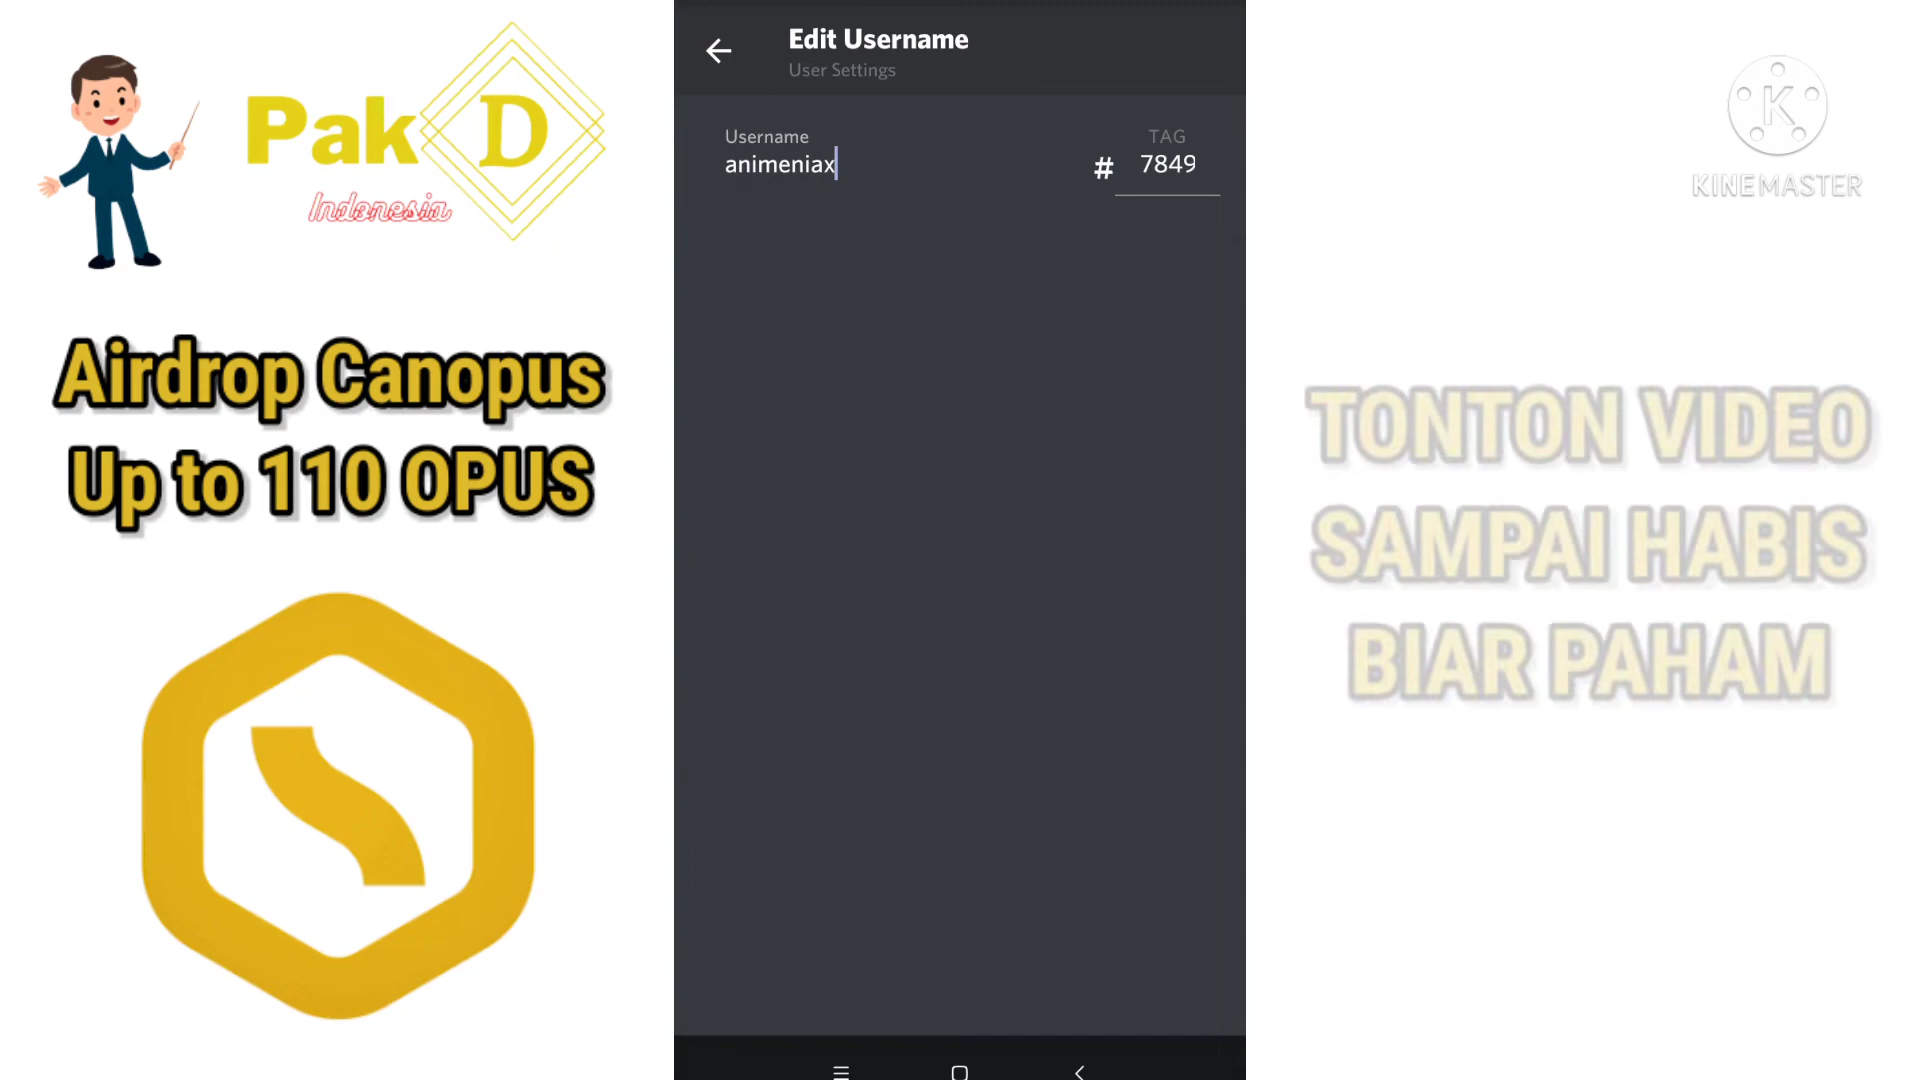 Pak D
Indonesia
Airdrop Canopus
Up to 110 OPUS
Edit Username
User Settings
Username
animeniax
TAG
# 7849
K
KINEMASTER
TONTON VIDEO
SAMPAI HABIS
BIAR PAHAM